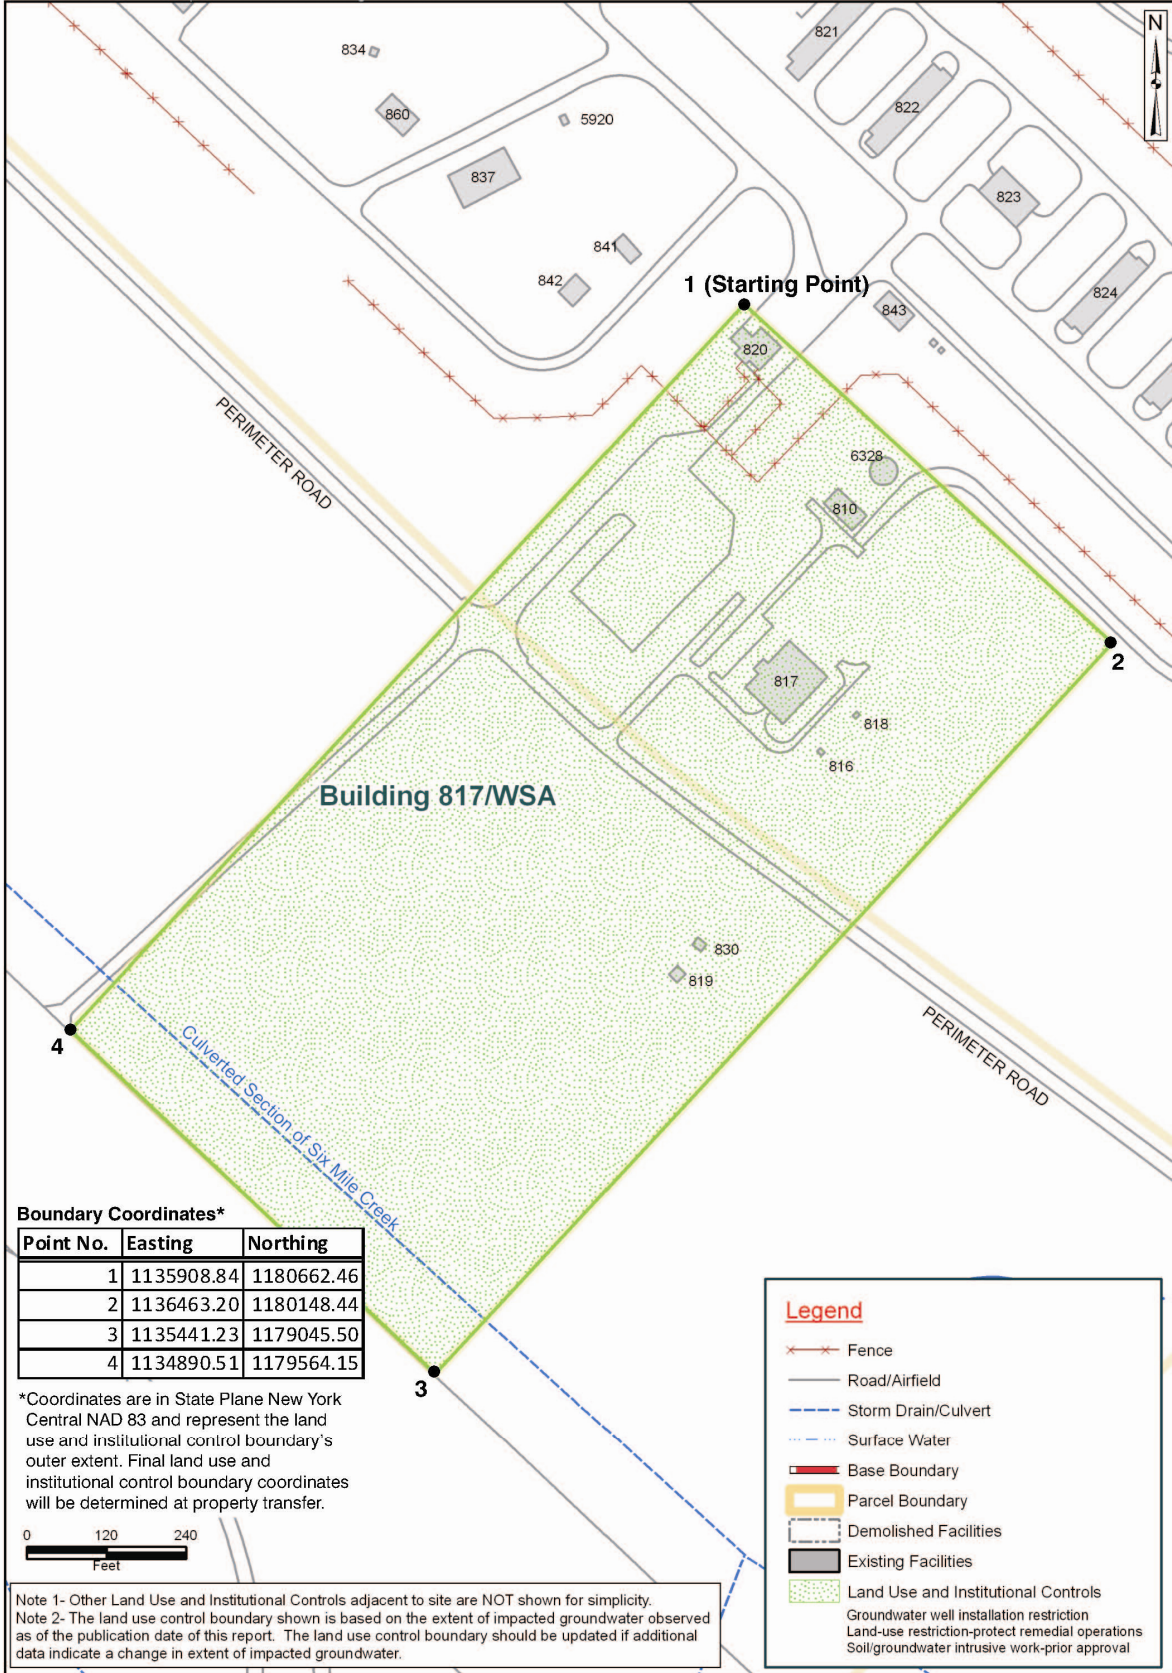 N
821
834
822
860
5920
837
823
841
842
1 (Starting Point)
824
843
820
PERIMETER ROAD
6328
810
2
817
818
816
Building 817/WSA
830
819
4
Culverted Section of Six Mile Creek
PERIMETER ROAD
Boundary Coordinates*
Point No. Easting Northing
1 1135908.84 1180662.46
2 1136463.20 1180148.44
3 1135441.23 1179045.50
4 1134890.51 1179564.15
3
*Coordinates are in State Plane New York
Central NAD 83 and represent the land
use and institutional control boundary's
outer extent. Final land use and
institutional control boundary coordinates
will be determined at property transfer.
0 120 240
Feet
Legend
Fence
Road/Airfield
Storm Drain/Culvert
Surface Water
Base Boundary
Parcel Boundary
Demolished Facilities
Existing Facilities
Land Use and Institutional Controls
Groundwater well installation restriction
Land-use restriction-protect remedial operations
Soil/groundwater intrusive work-prior approval
Note 1- Other Land Use and Institutional Controls adjacent to site are NOT shown for simplicity.
Note 2- The land use control boundary shown is based on the extent of impacted groundwater observed
as of the publication date of this report. The land use control boundary should be updated if additional
data indicate a change in extent of impacted groundwater.